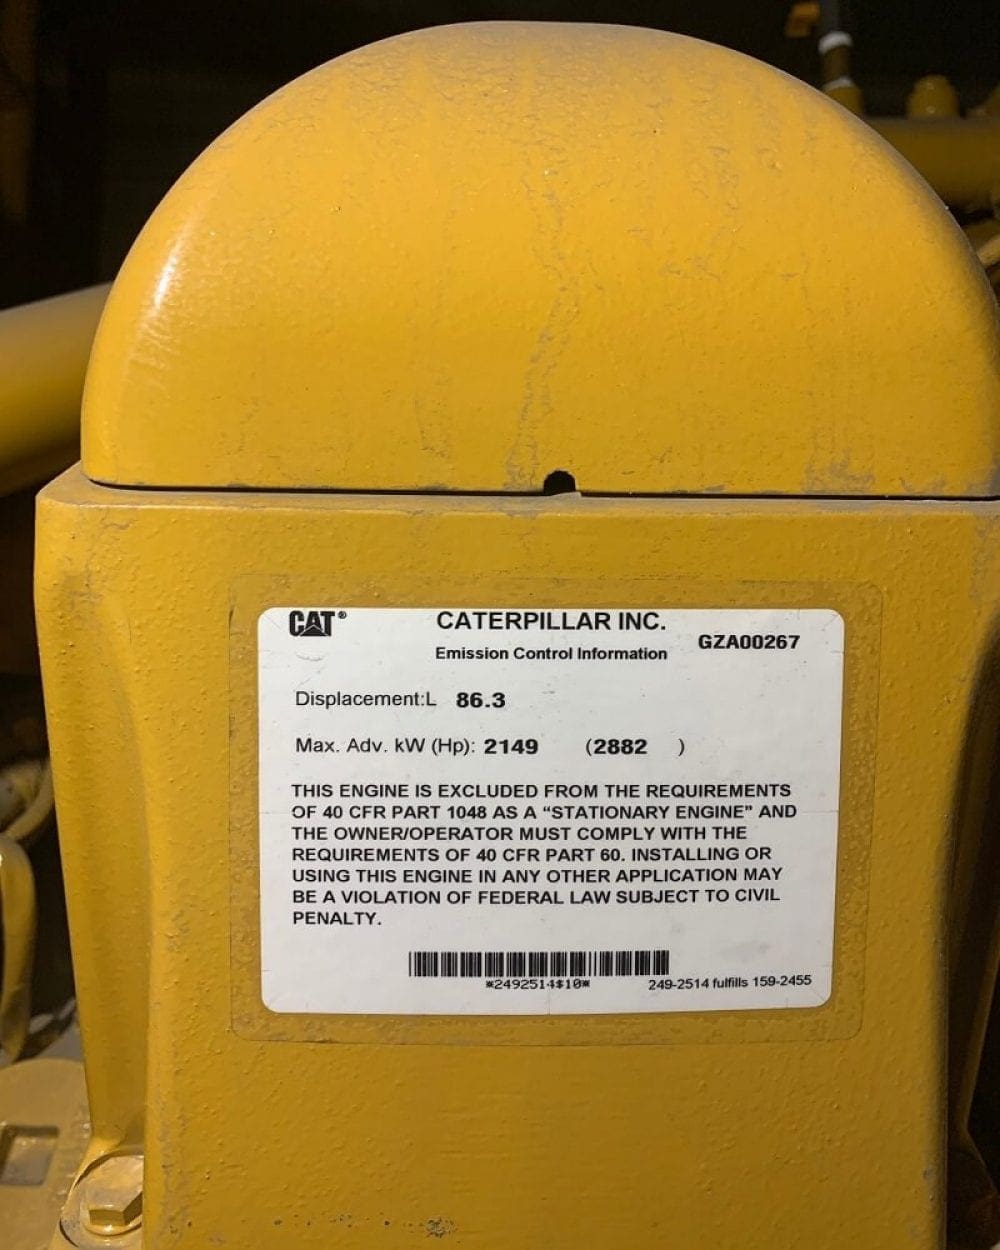 CAT®
CATERPILLAR INC.
GZA00267
Emission Control Information
Displacement:L 86.3
Max. Adv. kW (Hp): 2149 (2882 )
THIS ENGINE IS EXCLUDED FROM THE REQUIREMENTS
OF 40 CFR PART 1048 AS A “STATIONARY ENGINE” AND
THE OWNER/OPERATOR MUST COMPLY WITH THE
REQUIREMENTS OF 40 CFR PART 60. INSTALLING OR
USING THIS ENGINE IN ANY OTHER APPLICATION MAY
BE A VIOLATION OF FEDERAL LAW SUBJECT TO CIVIL
PENALTY.
*2492514$10*
249-2514 fulfills 159-2455